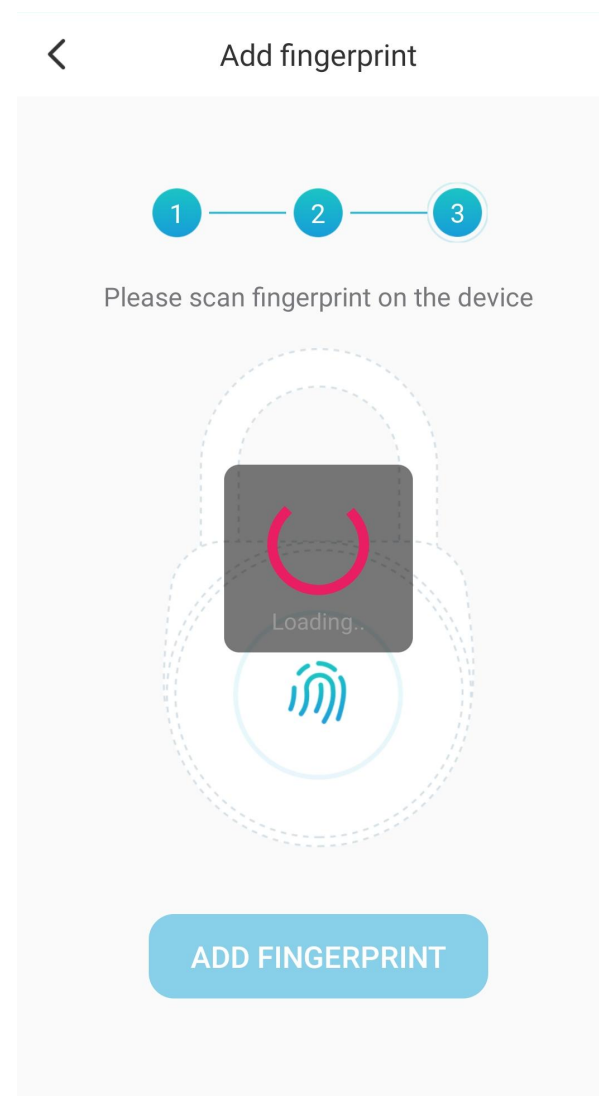 Add fingerprint
1 2 3
Please scan fingerprint on the device
Loading..
ADD FINGERPRINT